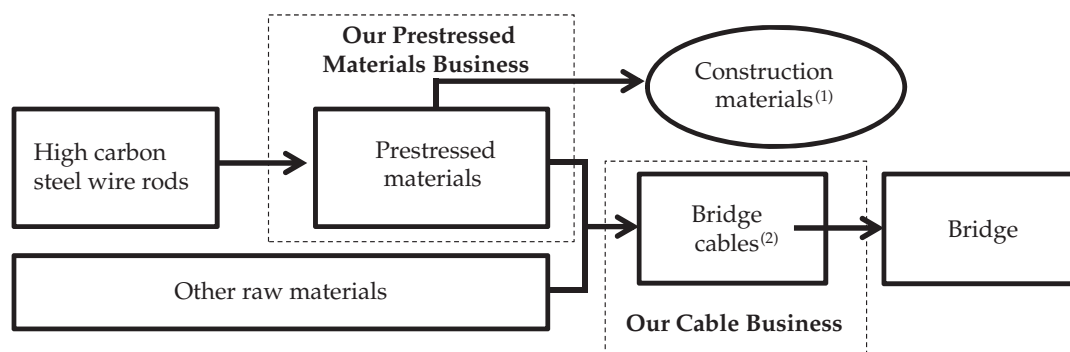 Our Prestressed
Materials Business
Construction
materials(1)
High carbon
steel wire rods
Prestressed
materials
Bridge
cables(2)
Bridge
Other raw materials
Our Cable Business